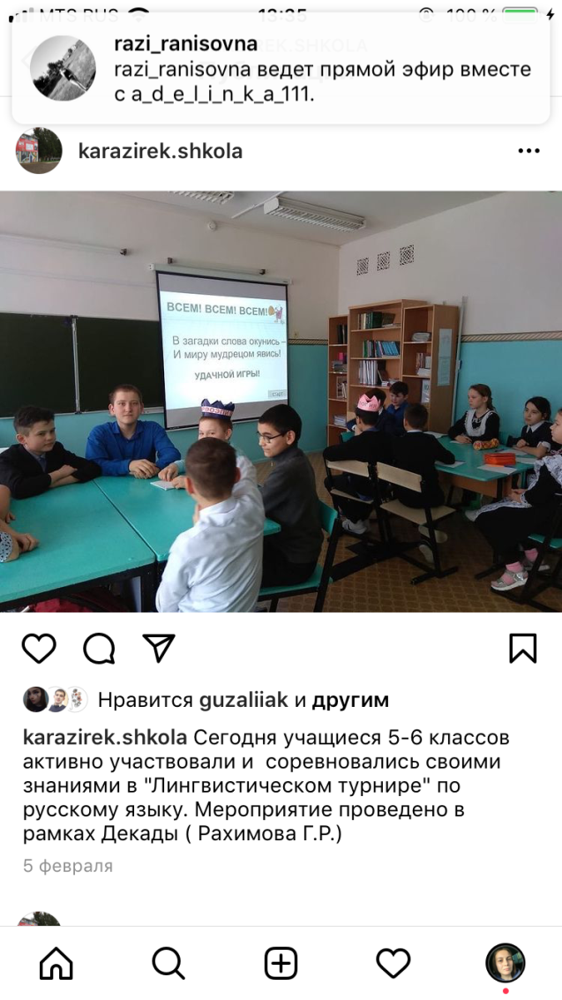 MTS RUS 13:35 100 %
razi_ranisovna
razi_ranisovna ведет прямой эфир вместе
с a_d_e_l_i_n_k_a_111.
karazirek.shkola
ВСЕМ! ВСЕМ! ВСЕМ!
В загадки слова окунись –
И миру мудрецом явись!
УДАЧНОЙ ИГРЫ!
Нравится guzaliiak и другим
karazirek.shkola Сегодня учащиеся 5-6 классов
активно участвовали и соревновались своими
знаниями в "Лингвистическом турнире" по
русскому языку. Мероприятие проведено в
рамках Декады ( Рахимова Г.Р.)
5 февраля